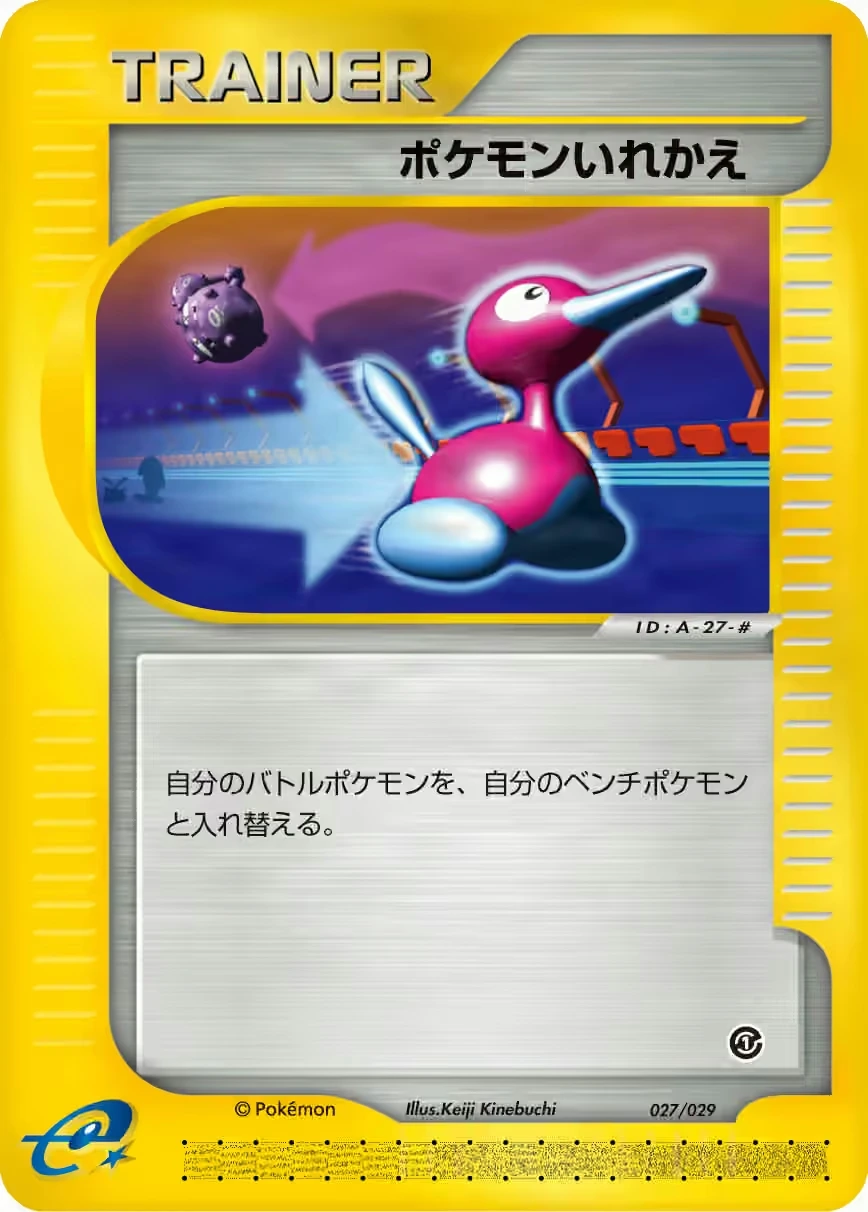 TRAINER
ポケモンいれかえ
ID:A-27-#
自分のバトルポケモンを、自分のベンチポケモン
と入れ替える。
1
© Pokémon
Illus.Keiji Kinebuchi
027/029
e